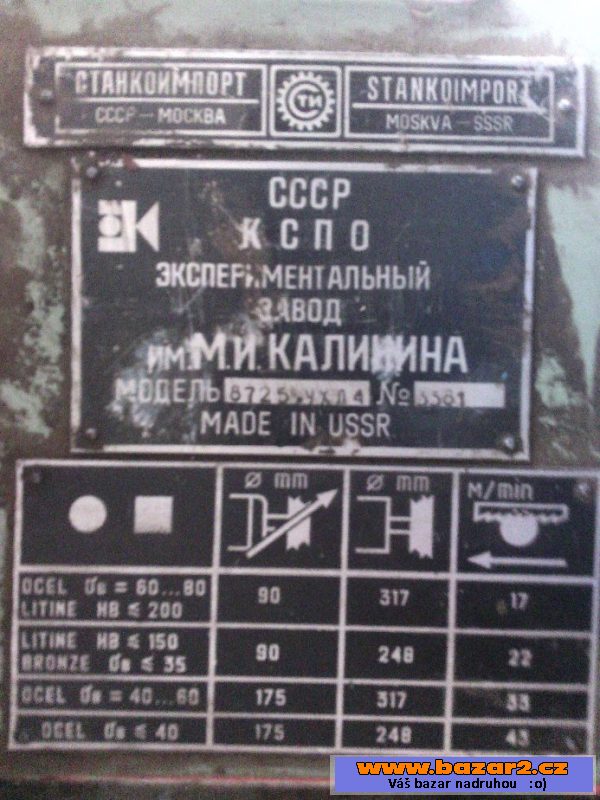 СТАНКОИМПОРТ
СССР — МОСКВА
СТИ
STANKOIMPORT
MOSKVA — SSSR
СССР
КСПО
ЭКСПЕРИМЕНТАЛЬНЫЙ
ЗАВОД
ИМ. М.И. КАЛИНИНА
МОДЕЛЬ №
MADE IN USSR
Ø mm Ø mm M/min
OCEL σв = 60...80 90 317 17
LITINE HB ≤ 200
LITINE HB ≤ 150 90 248 22
BRONZE σв ≤ 35
OCEL σв = 40...60 175 317 33
OCEL σв ≤ 40 175 248 43
www.bazar2.cz
Váš bazar nadruhou :o)